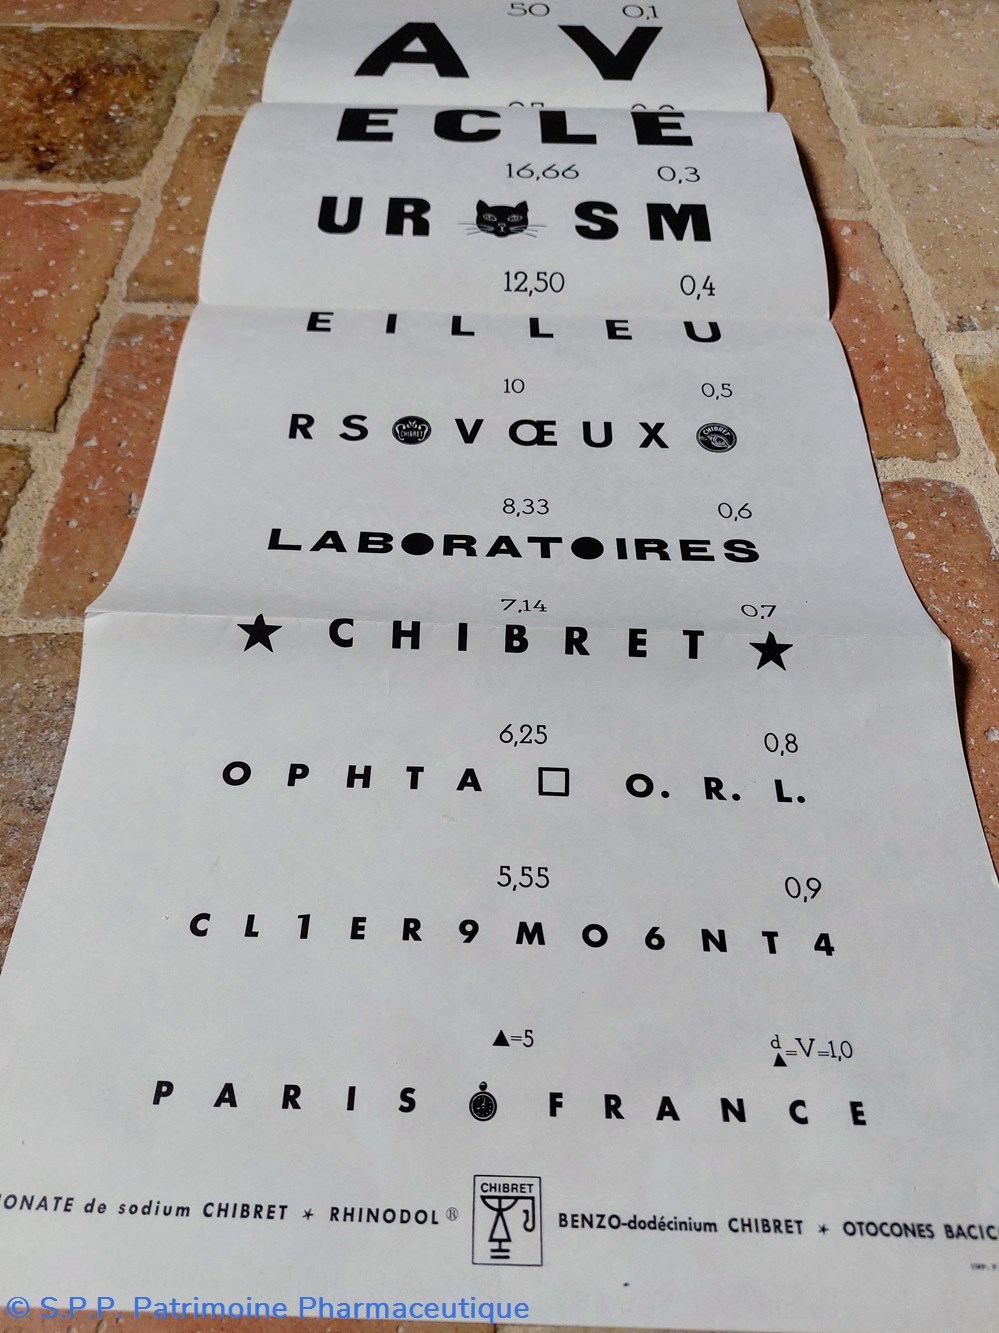 50 0,1
A V
E C L E
16,66 0,3
U R S M
12,50 0,4
E I L L E U
10 0,5
R S CHIBRET V Œ U X CHIBRET
8,33 0,6
LABORATOIRES
7,14 0,7
★ C H I B R E T ★
6,25 0,8
O P H T A □ O. R. L.
5,55 0,9
C L 1 E R 9 M O 6 N T 4
▲=5 d/▲=V=1,0
P A R I S F R A N C E
CHIBRET
de sodium CHIBRET ✶ RHINODOL® BENZO-dodécinium CHIBRET ✶ OTOCONES
© S.P.P. Patrimoine Pharmaceutique